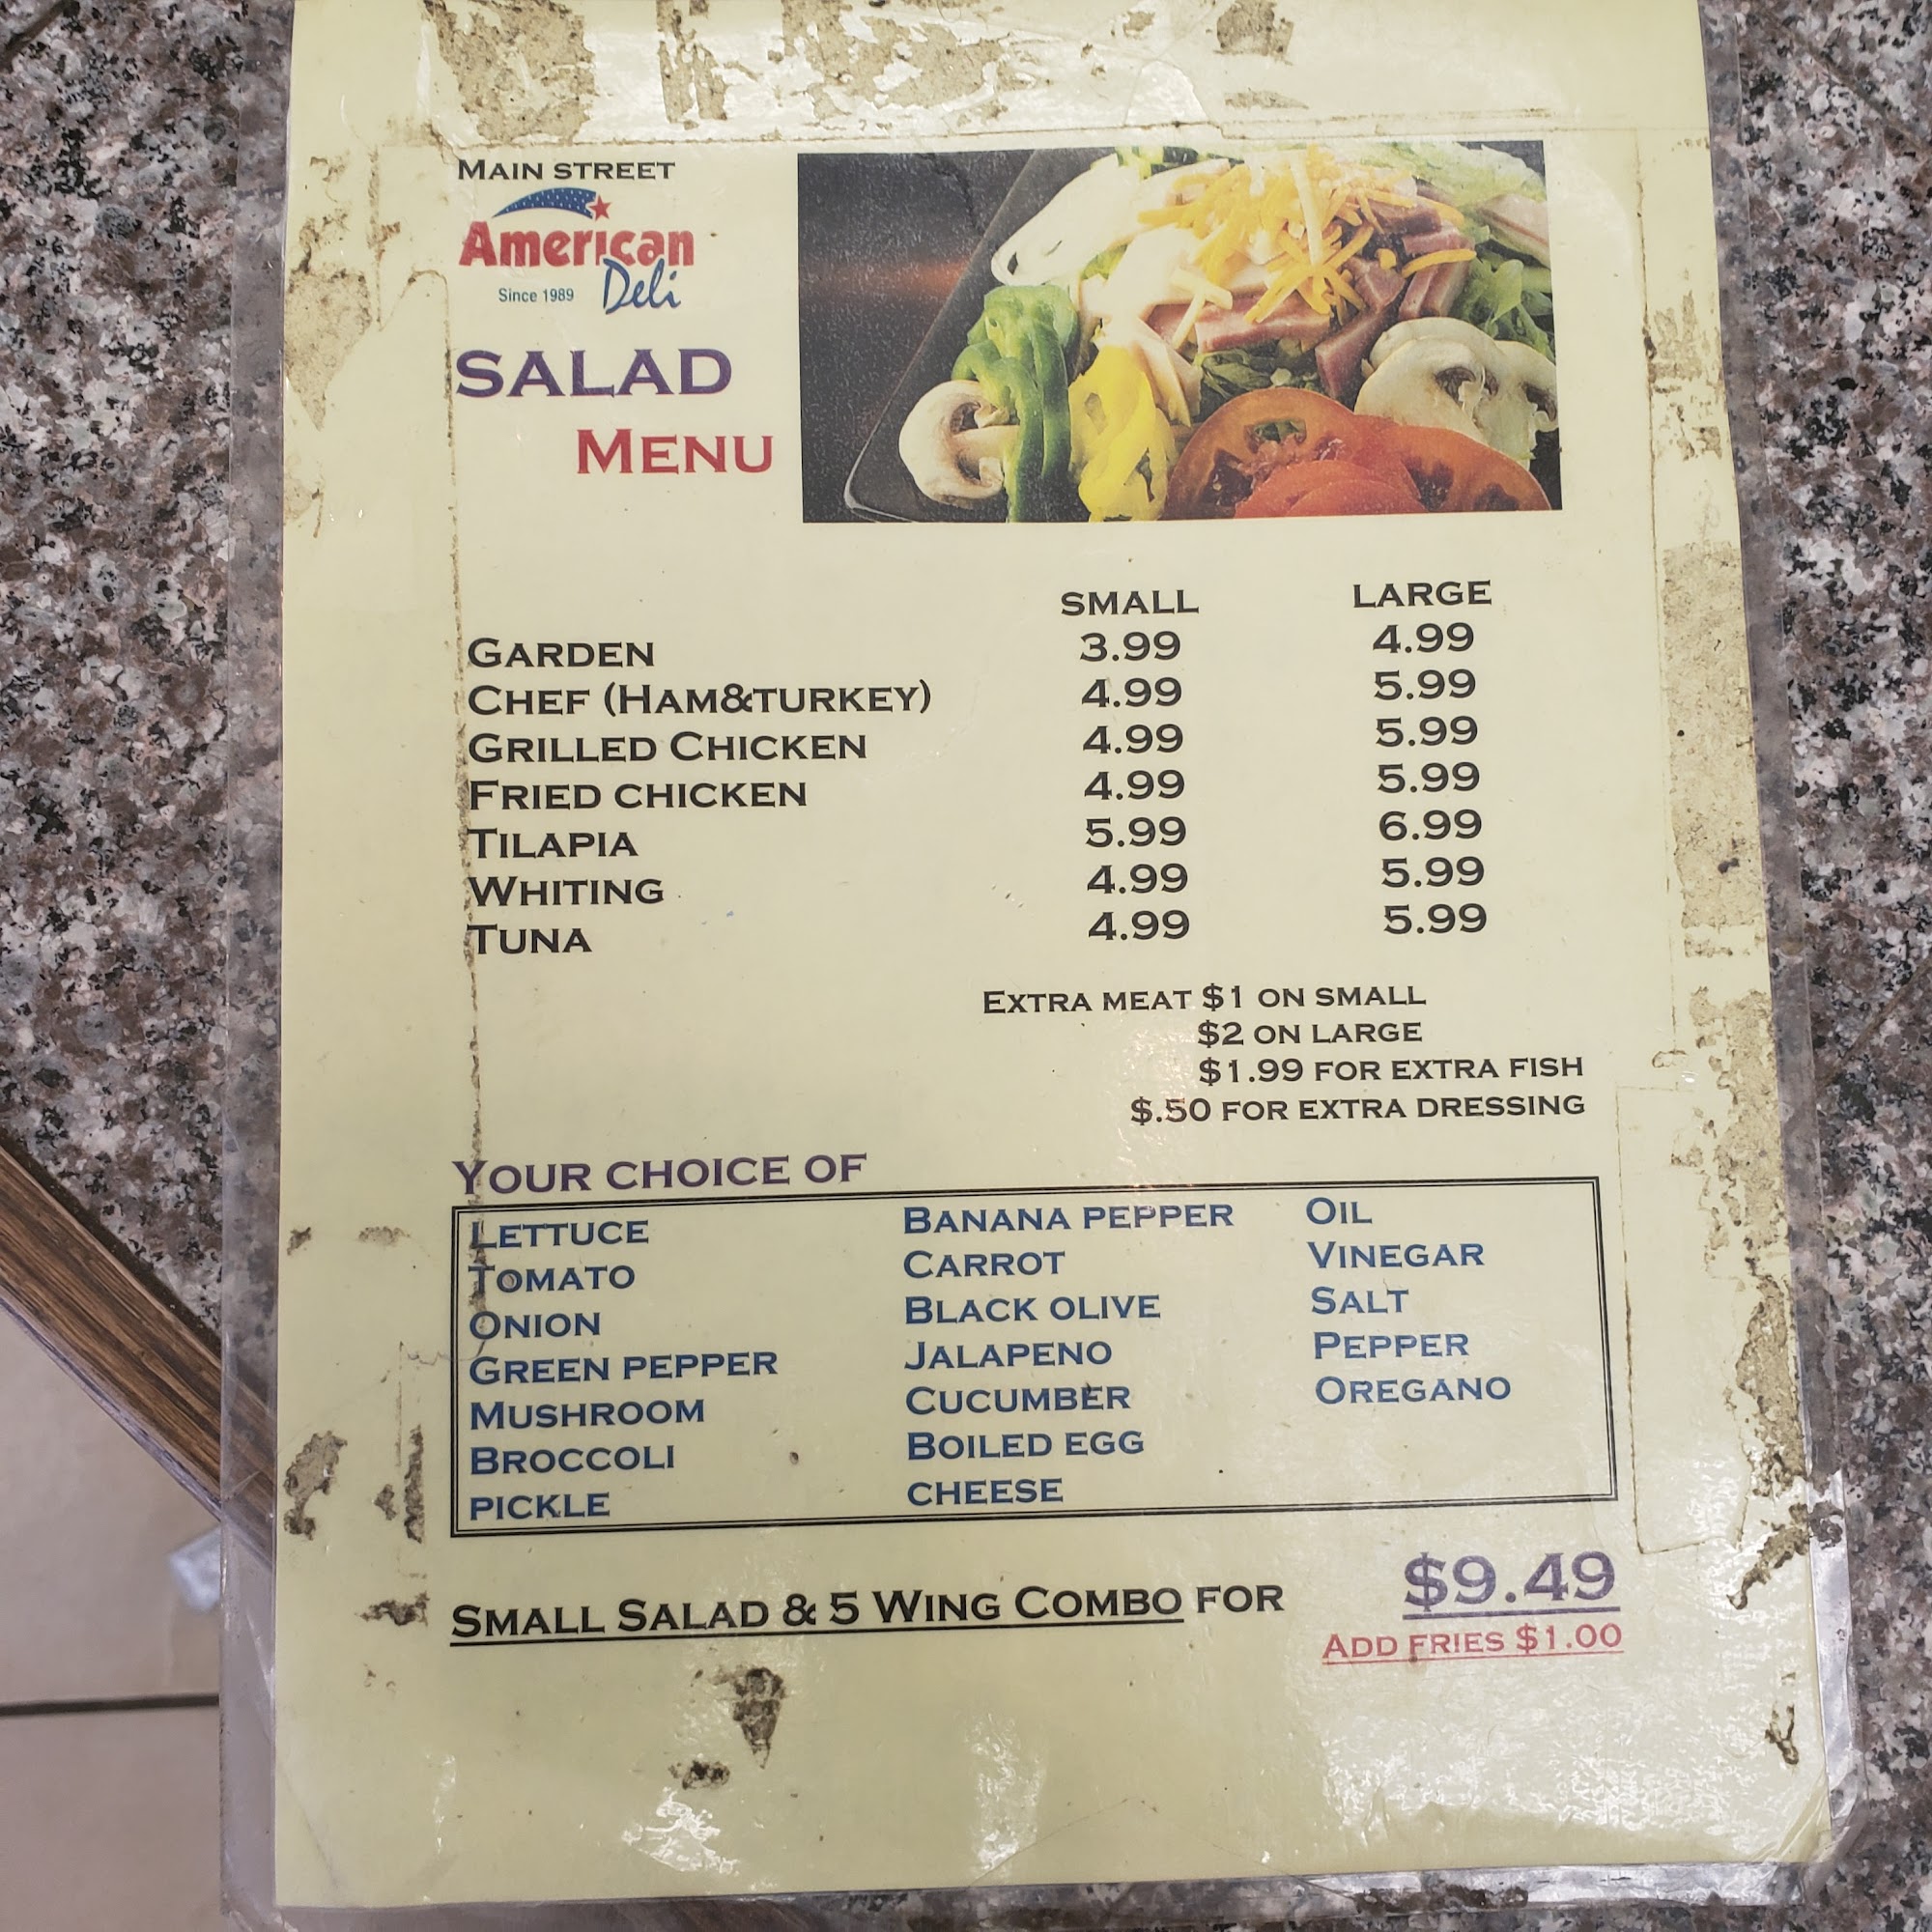 MAIN STREET
American
Deli
Since 1989
SALAD
MENU
SMALL LARGE
GARDEN 3.99 4.99
CHEF (HAM&TURKEY) 4.99 5.99
GRILLED CHICKEN 4.99 5.99
FRIED CHICKEN 4.99 5.99
TILAPIA 5.99 6.99
WHITING 4.99 5.99
TUNA 4.99 5.99
EXTRA MEAT $1 ON SMALL
$2 ON LARGE
$1.99 FOR EXTRA FISH
$.50 FOR EXTRA DRESSING
YOUR CHOICE OF
LETTUCE
TOMATO
ONION
GREEN PEPPER
MUSHROOM
BROCCOLI
PICKLE
BANANA PEPPER
CARROT
BLACK OLIVE
JALAPENO
CUCUMBER
BOILED EGG
CHEESE
OIL
VINEGAR
SALT
PEPPER
OREGANO
SMALL SALAD & 5 WING COMBO FOR $9.49
ADD FRIES $1.00